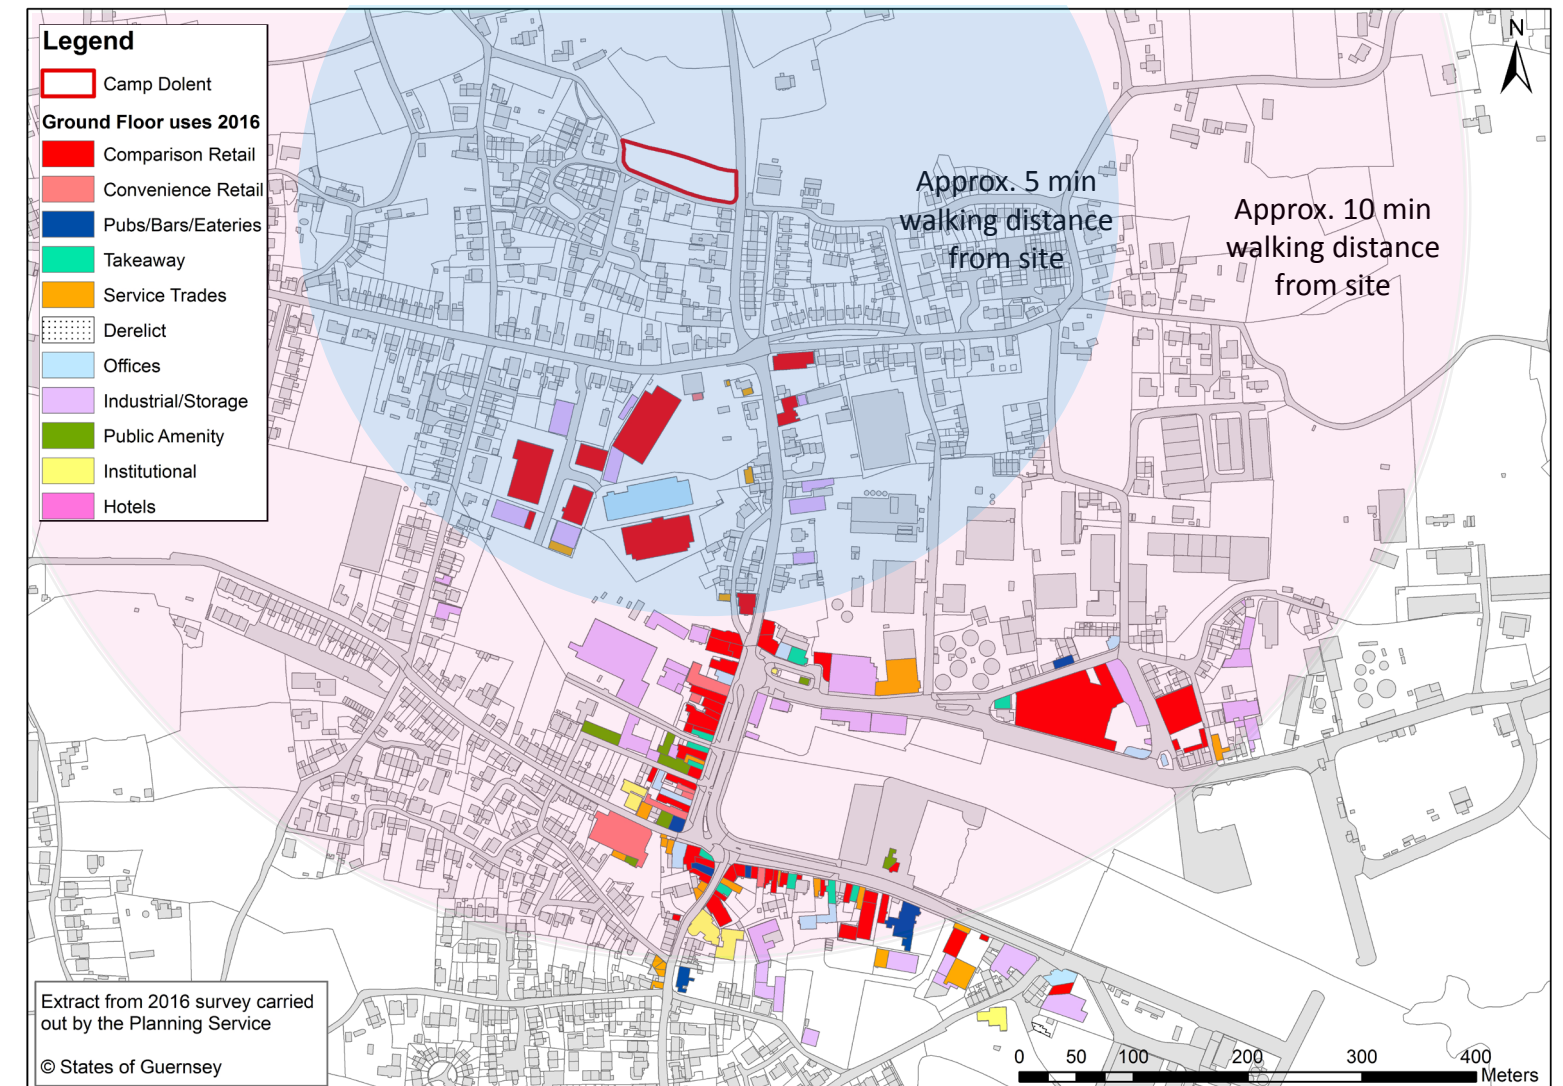 Legend
Camp Dolent
Ground Floor uses 2016
Comparison Retail
Convenience Retail
Pubs/Bars/Eateries
Takeaway
Service Trades
Derelict
Offices
Industrial/Storage
Public Amenity
Institutional
Hotels
N
Approx. 5 min
walking distance
from site
Approx. 10 min
walking distance
from site
Extract from 2016 survey carried
out by the Planning Service
© States of Guernsey
0 50 100 200 300 400
Meters